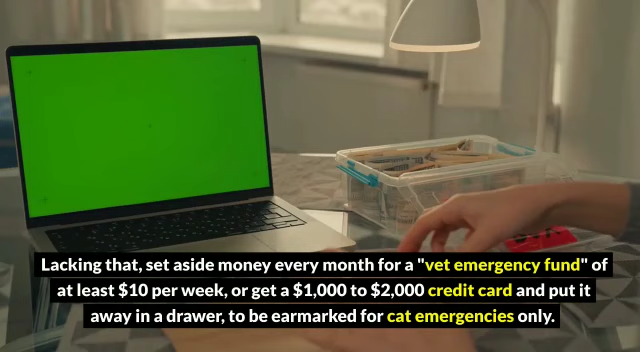 Lacking that, set aside money every month for a "vet emergency fund" of
at least $10 per week, or get a $1,000 to $2,000 credit card and put it
away in a drawer, to be earmarked for cat emergencies only.